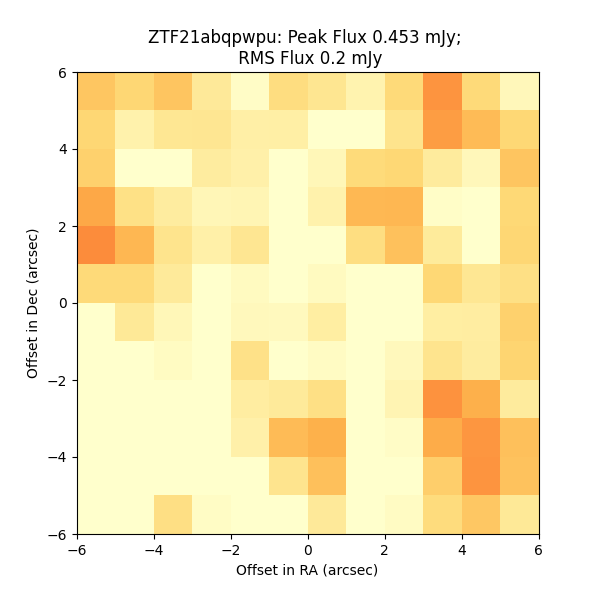 ZTF21abqpwpu: Peak Flux 0.453 mJy;
RMS Flux 0.2 mJy
6
4
2
0
−2
−4
−6
Offset in Dec (arcsec)
−6 −4 −2 0 2 4 6
Offset in RA (arcsec)